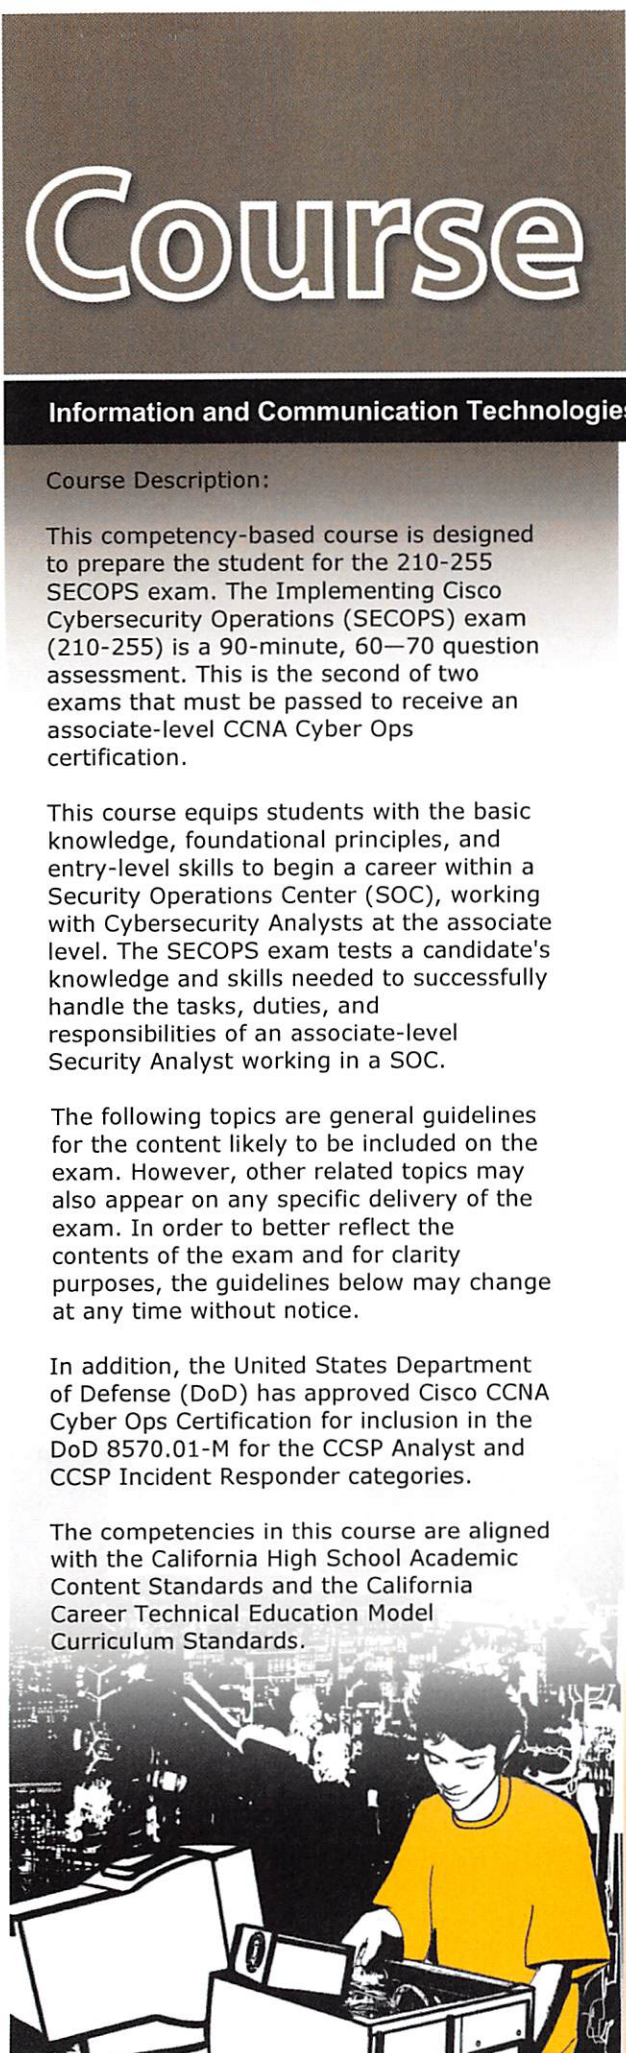 Course
Information and Communication Technologies
Course Description:
This competency-based course is designed
to prepare the student for the 210-255
SECOPS exam. The Implementing Cisco
Cybersecurity Operations (SECOPS) exam
(210-255) is a 90-minute, 60—70 question
assessment. This is the second of two
exams that must be passed to receive an
associate-level CCNA Cyber Ops
certification.
This course equips students with the basic
knowledge, foundational principles, and
entry-level skills to begin a career within a
Security Operations Center (SOC), working
with Cybersecurity Analysts at the associate
level. The SECOPS exam tests a candidate's
knowledge and skills needed to successfully
handle the tasks, duties, and
responsibilities of an associate-level
Security Analyst working in a SOC.
The following topics are general guidelines
for the content likely to be included on the
exam. However, other related topics may
also appear on any specific delivery of the
exam. In order to better reflect the
contents of the exam and for clarity
purposes, the guidelines below may change
at any time without notice.
In addition, the United States Department
of Defense (DoD) has approved Cisco CCNA
Cyber Ops Certification for inclusion in the
DoD 8570.01-M for the CCSP Analyst and
CCSP Incident Responder categories.
The competencies in this course are aligned
with the California High School Academic
Content Standards and the California
Career Technical Education Model
Curriculum Standards.